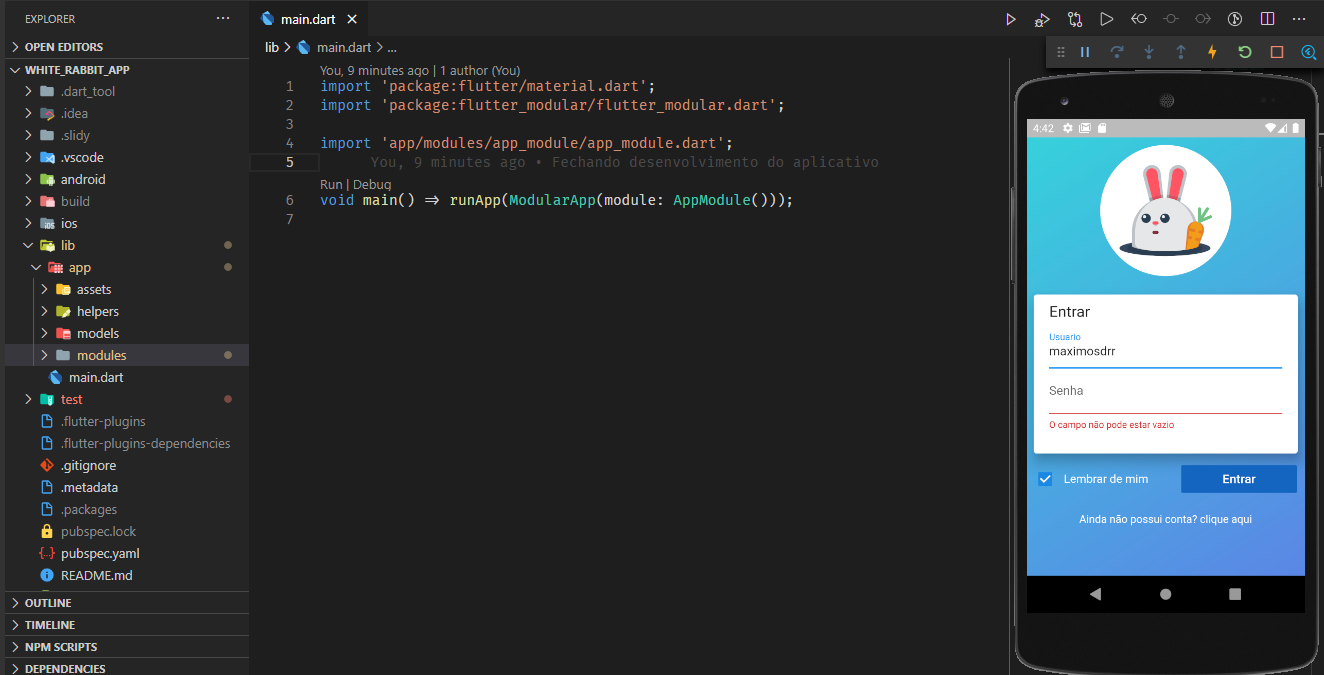 EXPLORER
OPEN EDITORS
WHITE_RABBIT_APP
.dart_tool
.idea
.slidy
.vscode
android
build
ios
lib
app
assets
helpers
models
modules
main.dart
test
.flutter-plugins
.flutter-plugins-dependencies
.gitignore
.metadata
.packages
pubspec.lock
pubspec.yaml
README.md
OUTLINE
TIMELINE
NPM SCRIPTS
DEPENDENCIES
main.dart
lib > main.dart > ...
You, 9 minutes ago | 1 author (You)
1 import 'package:flutter/material.dart';
2 import 'package:flutter_modular/flutter_modular.dart';
3
4 import 'app/modules/app_module/app_module.dart';
5 You, 9 minutes ago • Fechando desenvolvimento do aplicativo
Run | Debug
6 void main() => runApp(ModularApp(module: AppModule()));
7
4:42
Entrar
Usuario
maximosdrr
Senha
O campo não pode estar vazio
Lembrar de mim
Entrar
Ainda não possui conta? clique aqui